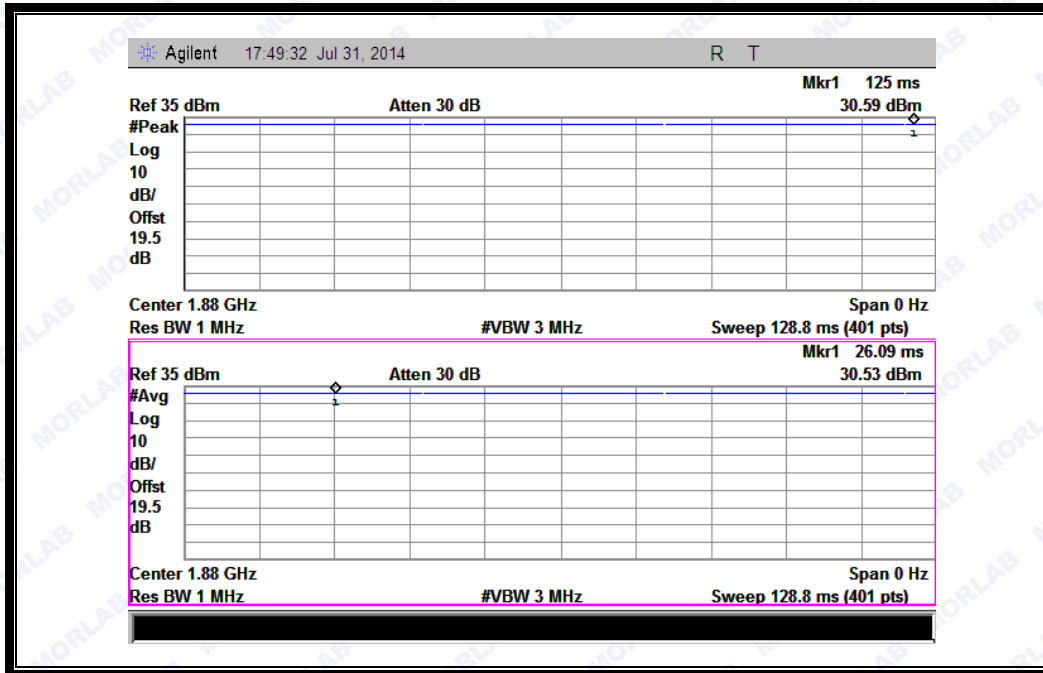 Agilent 17:49:32 Jul 31, 2014 R T
Mkr1 125 ms
Ref 35 dBm Atten 30 dB 30.59 dBm
#Peak
1
Log
10
dB/
Offst
19.5
dB
Center 1.88 GHz Span 0 Hz
Res BW 1 MHz #VBW 3 MHz Sweep 128.8 ms (401 pts)
Mkr1 26.09 ms
Ref 35 dBm Atten 30 dB 30.53 dBm
#Avg
1
Log
10
dB/
Offst
19.5
dB
Center 1.88 GHz Span 0 Hz
Res BW 1 MHz #VBW 3 MHz Sweep 128.8 ms (401 pts)
MORLAB